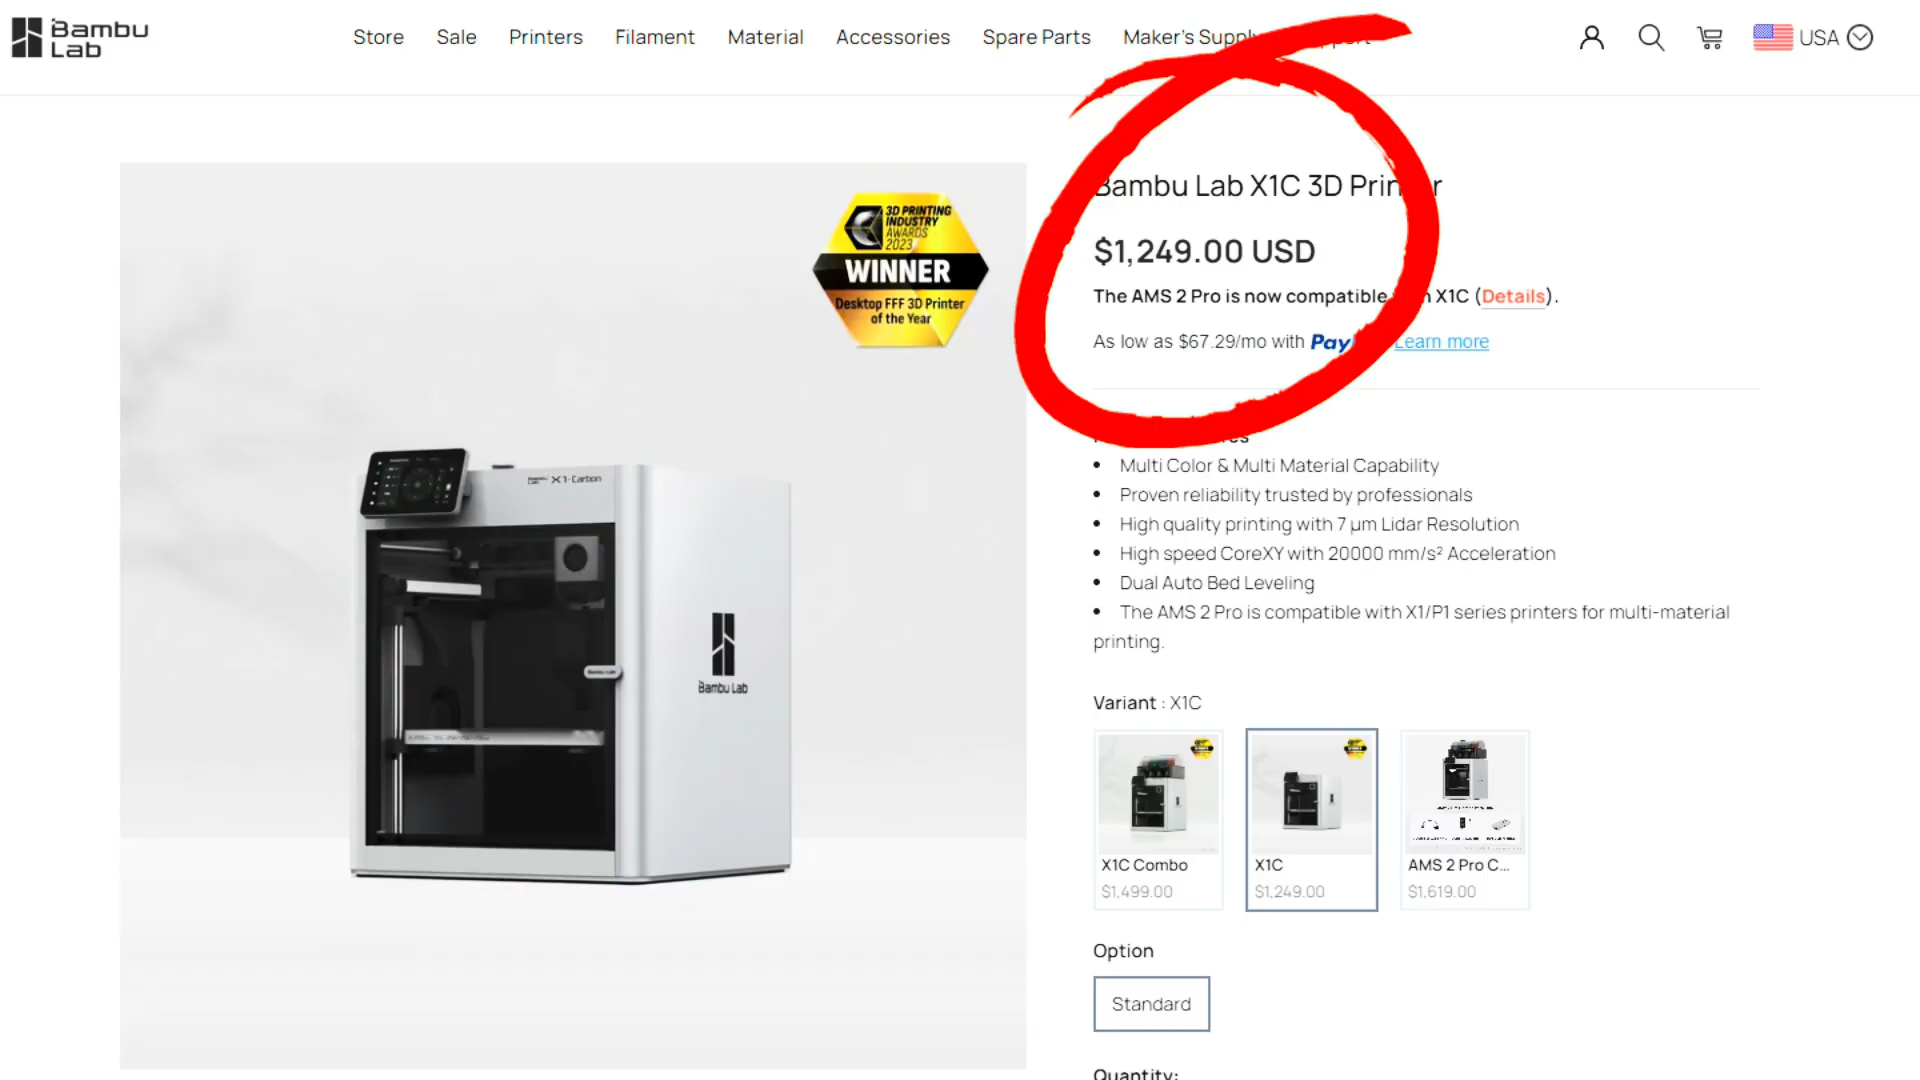 Bambu
Lab
Store Sale Printers Filament Material Accessories Spare Parts Maker's Supply
USA
3D PRINTING
INDUSTRY
AWARDS
2023
WINNER
Desktop FFF 3D Printer
of the Year
Bambu Lab X1-Carbon
Bambu Lab
Bambu Lab X1C 3D Printer
$1,249.00 USD
The AMS 2 Pro is now compatible X1C (Details).
As low as $67.29/mo with Pay Learn more
• Multi Color & Multi Material Capability
• Proven reliability trusted by professionals
• High quality printing with 7 μm Lidar Resolution
• High speed CoreXY with 20000 mm/s² Acceleration
• Dual Auto Bed Leveling
• The AMS 2 Pro is compatible with X1/P1 series printers for multi-material
printing.
Variant : X1C
X1C Combo
$1,499.00
X1C
$1,249.00
AMS 2 Pro C...
$1,619.00
Option
Standard
Quantity: